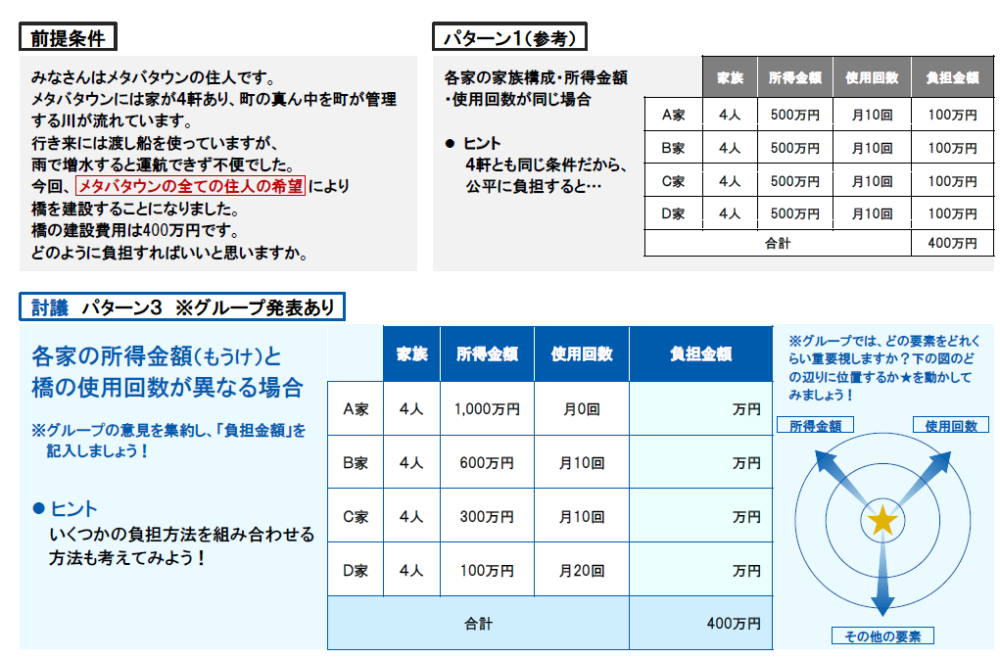 前提条件
みなさんはメタバタウンの住人です。
メタバタウンには家が4軒あり、町の真ん中を町が管理
する川が流れています。
行き来には渡し船を使っていますが、
雨で増水すると運航できず不便でした。
今回、メタバタウンの全ての住人の希望により
橋を建設することになりました。
橋の建設費用は400万円です。
どのように負担すればいいと思いますか。
パターン1(参考)
各家の家族構成・所得金額
・使用回数が同じ場合
● ヒント
4軒とも同じ条件だから、
公平に負担すると…
家族 所得金額 使用回数 負担金額
A家 4人 500万円 月10回 100万円
B家 4人 500万円 月10回 100万円
C家 4人 500万円 月10回 100万円
D家 4人 500万円 月10回 100万円
合計 400万円
討議 パターン3 ※グループ発表あり
各家の所得金額(もうけ)と
橋の使用回数が異なる場合
※グループの意見を集約し、「負担金額」を
記入しましょう!
● ヒント
いくつかの負担方法を組み合わせる
方法も考えてみよう!
家族 所得金額 使用回数 負担金額
A家 4人 1,000万円 月0回 万円
B家 4人 600万円 月10回 万円
C家 4人 300万円 月10回 万円
D家 4人 100万円 月20回 万円
合計 400万円
※グループでは、どの要素をどれく
らい重要視しますか?下の図のど
の辺りに位置するか★を動かして
みましょう!
所得金額 使用回数
その他の要素